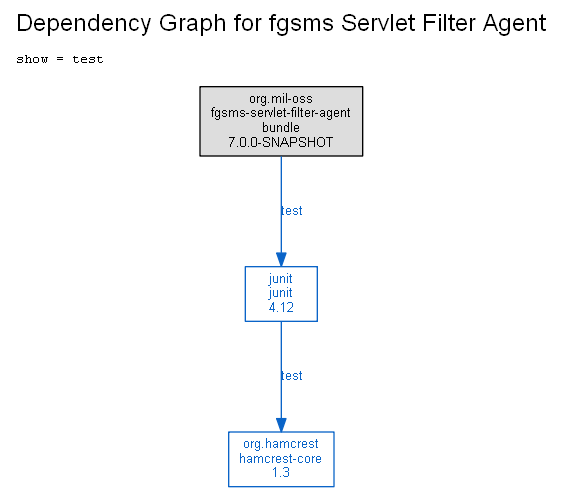 Dependency Graph for fgsms Servlet Filter Agent
show = test
org.mil-oss
fgsms-servlet-filter-agent
bundle
7.0.0-SNAPSHOT
test
junit
junit
4.12
test
org.hamcrest
hamcrest-core
1.3